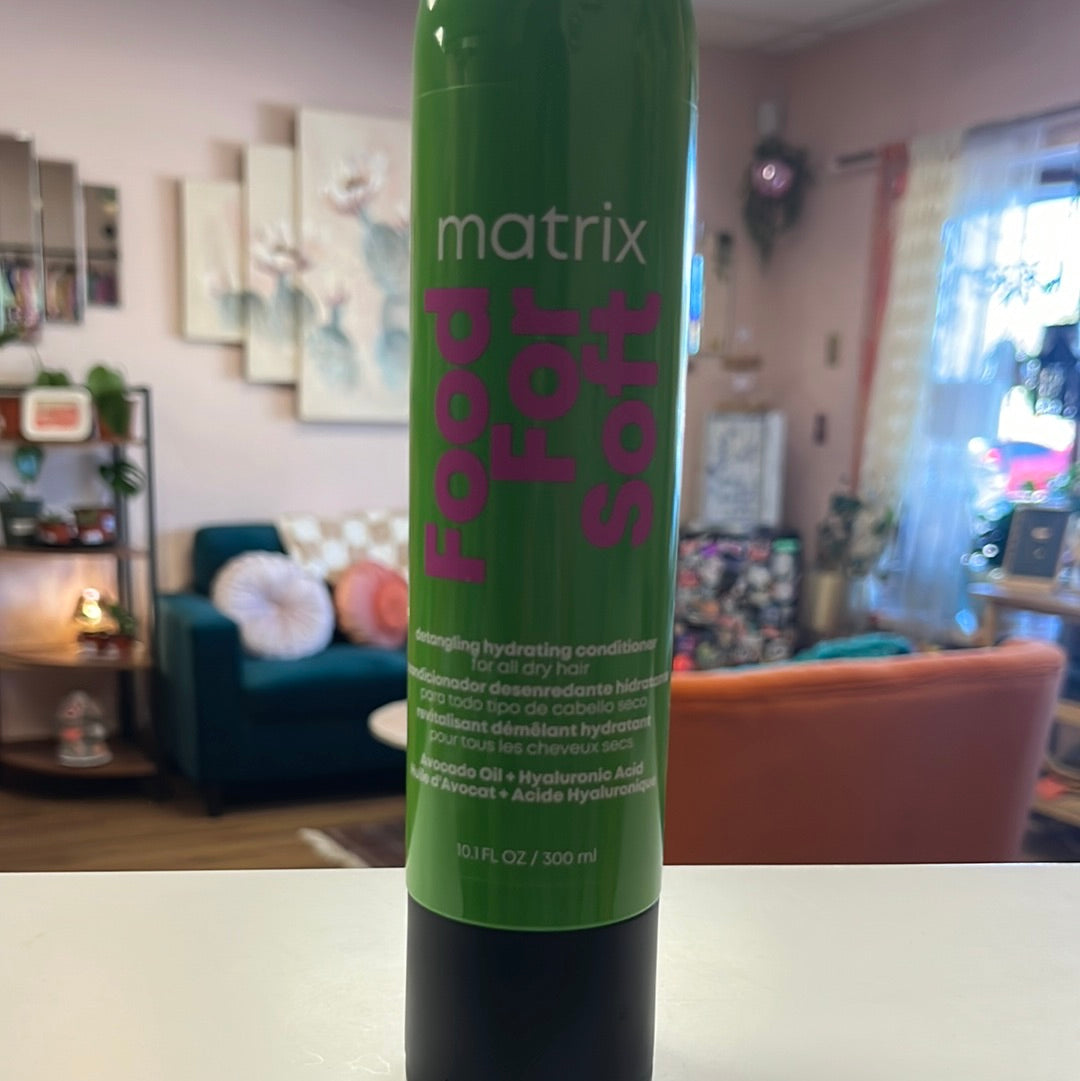 matrix
Food
For
Soft
detangling hydrating conditioner
for all dry hair
desenredante hidratante
para todo tipo de cabello seco
revitalisant démêlant hydratant
pour tous les cheveux secs
Avocado Oil + Hyaluronic Acid
d'Avocat + Acide Hyaluronique
10.1 FL OZ / 300 ml